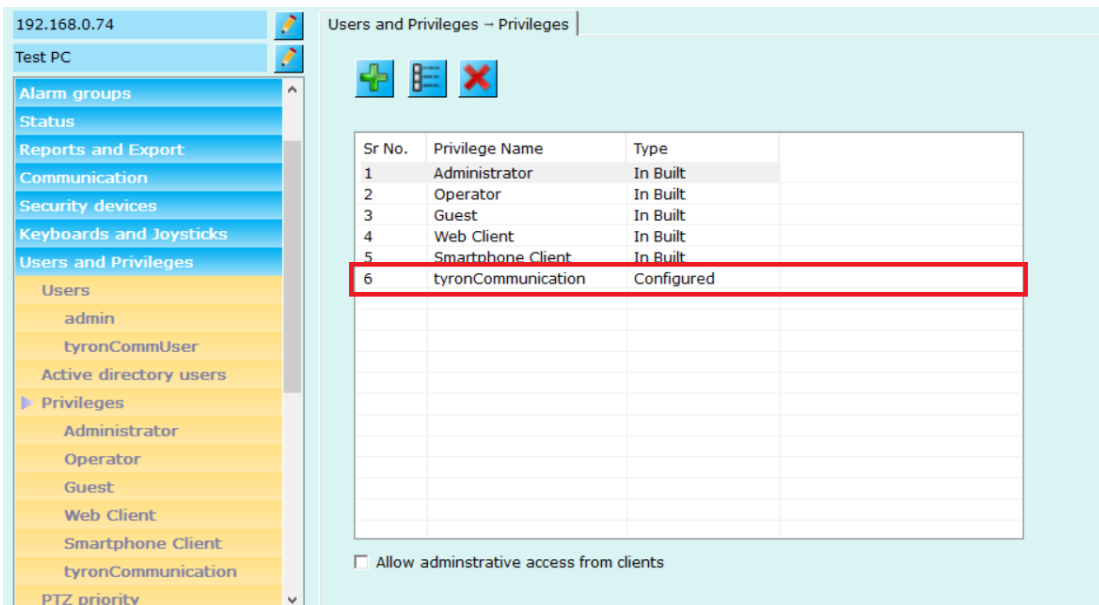 192.168.0.74
Test PC
Alarm groups
Status
Reports and Export
Communication
Security devices
Keyboards and Joysticks
Users and Privileges
Users
admin
tyronCommUser
Active directory users
Privileges
Administrator
Operator
Guest
Web Client
Smartphone Client
tyronCommunication
PTZ priority
Users and Privileges → Privileges
Sr No. Privilege Name Type
1 Administrator In Built
2 Operator In Built
3 Guest In Built
4 Web Client In Built
5 Smartphone Client In Built
6 tyronCommunication Configured
Allow adminstrative access from clients